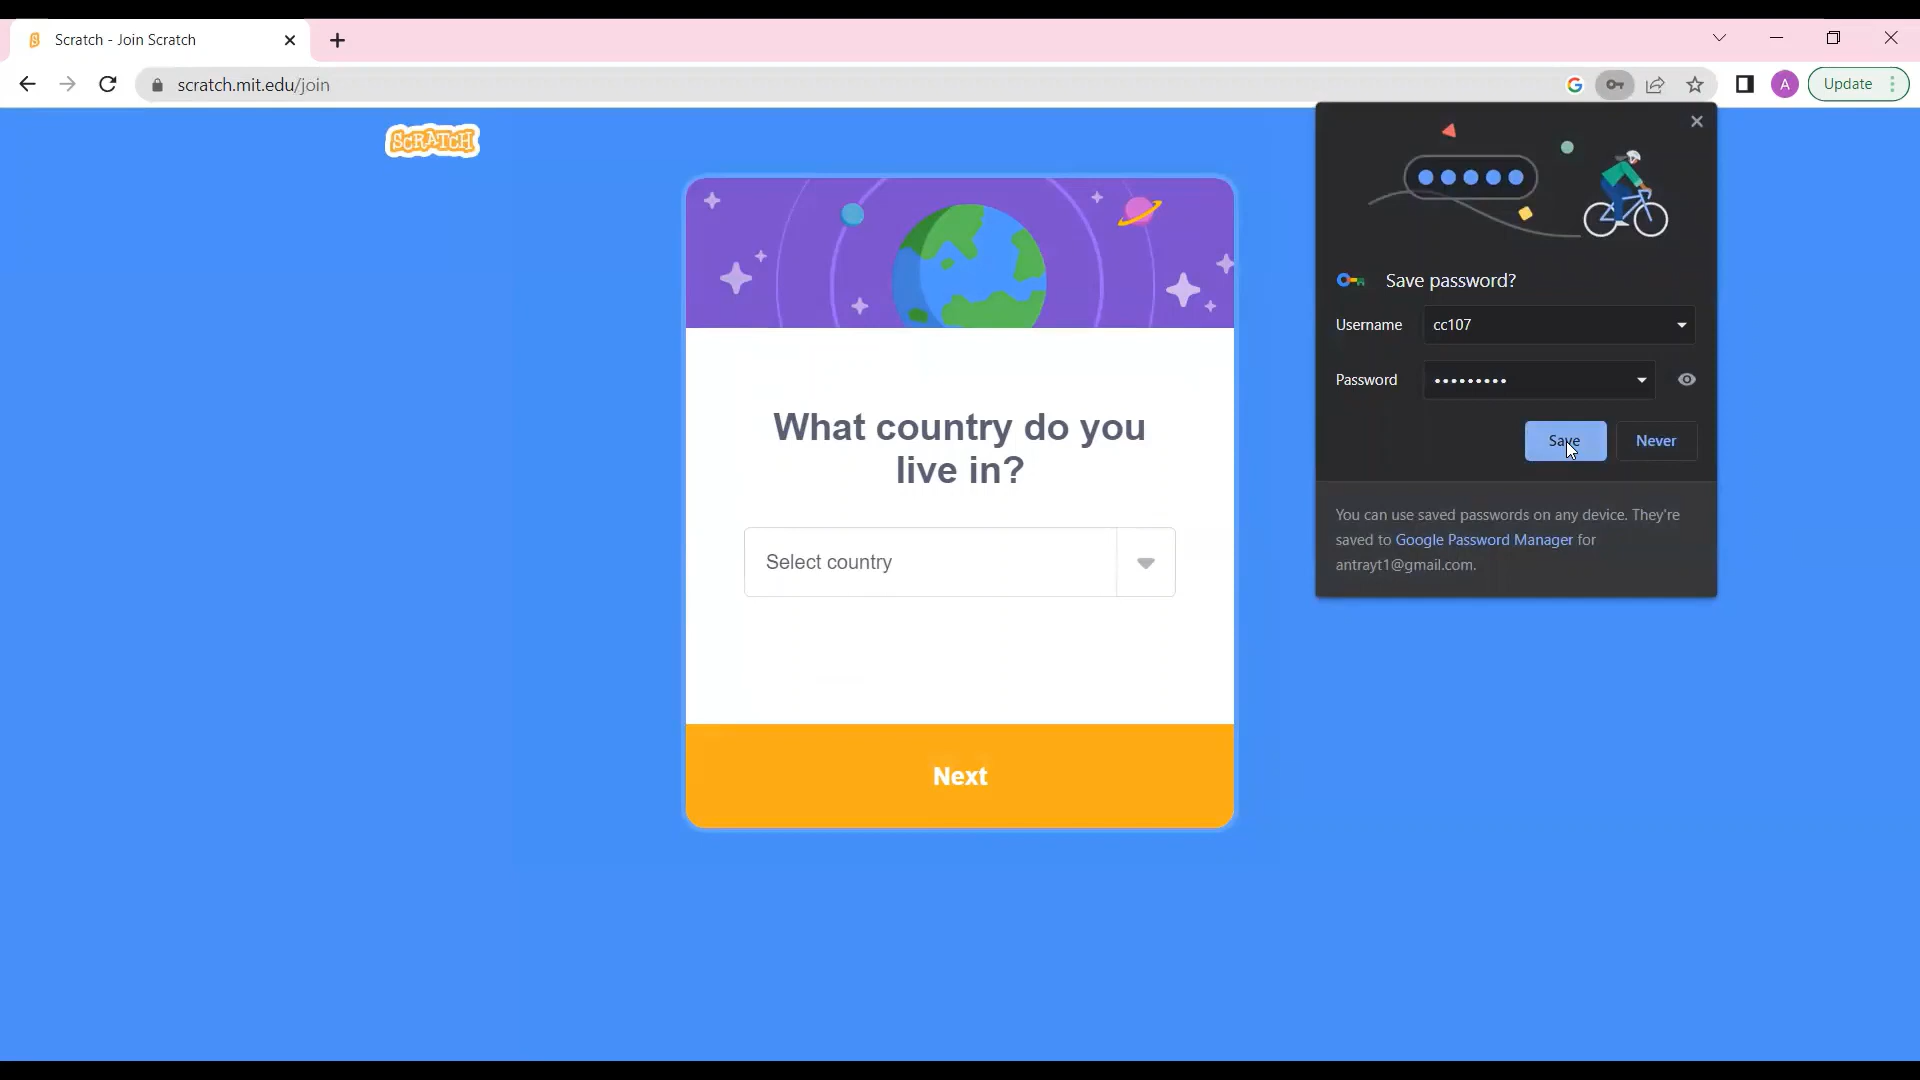 Scratch - Join Scratch
scratch.mit.edu/join
A
Update
SCRATCH
What country do you
live in?
Select country
Next
Save password?
Username
cc107
Password
•••••••••
Save
Never
You can use saved passwords on any device. They're
saved to Google Password Manager for
antrayt1@gmail.com.